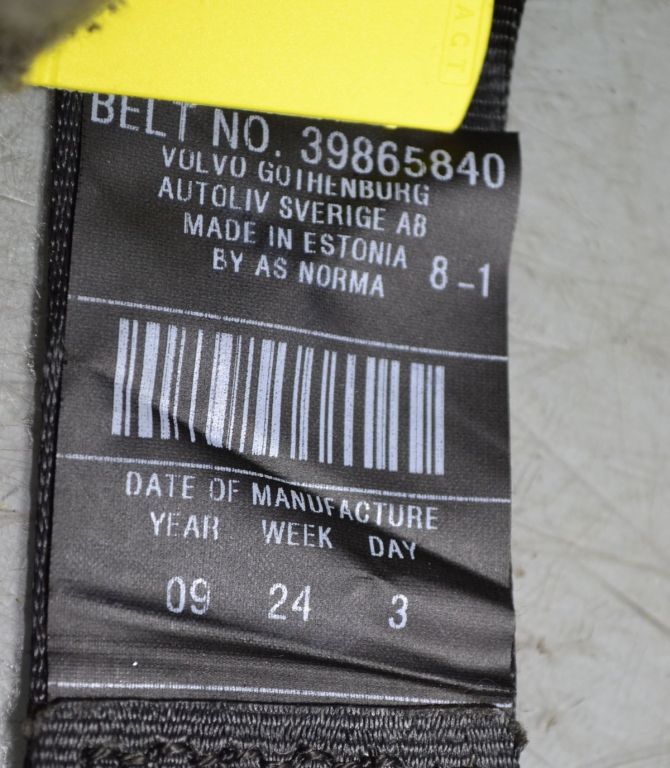 ACT
BELT NO. 39865840
VOLVO GOTHENBURG
AUTOLIV SVERIGE AB
MADE IN ESTONIA
BY AS NORMA 8-1
DATE OF MANUFACTURE
YEAR WEEK DAY
09 24 3